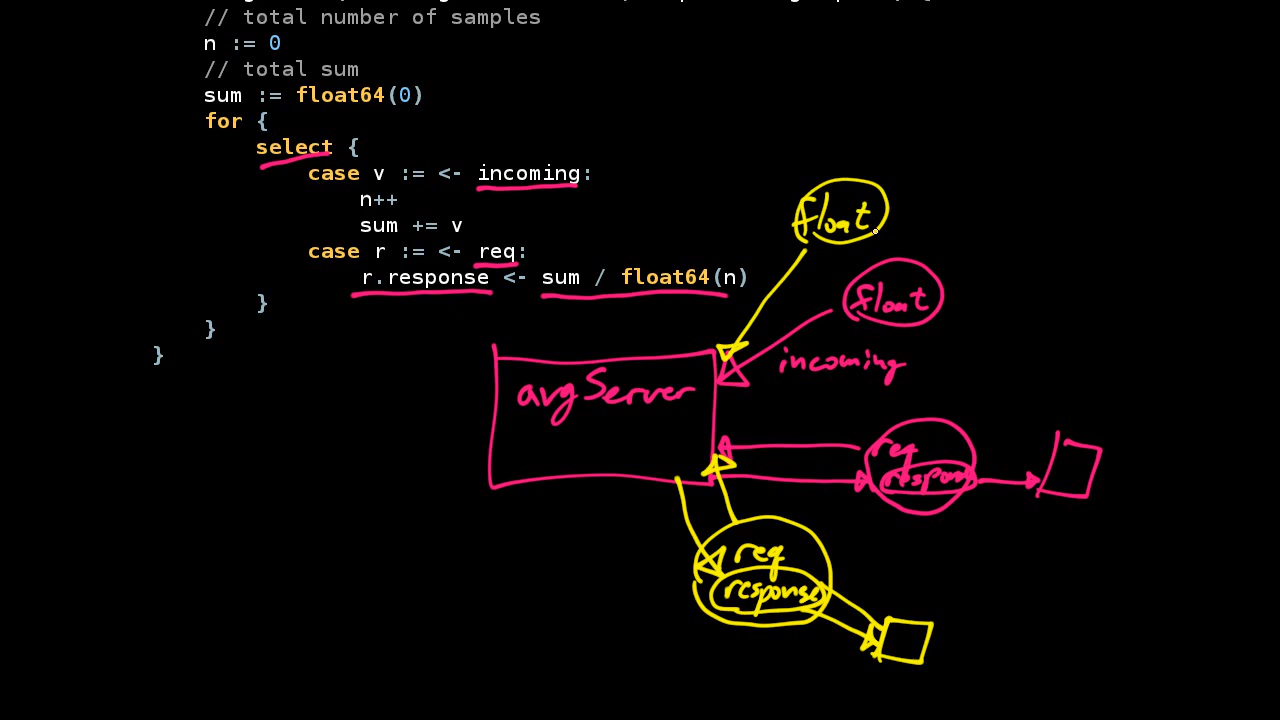 // total number of samples
n := 0
// total sum
sum := float64(0)
for {
select {
case v := <- incoming:
n++
sum += v
case r := <- req:
r.response <- sum / float64(n)
}
}
}
float
float
incoming
avgServer
req
respon
req
response